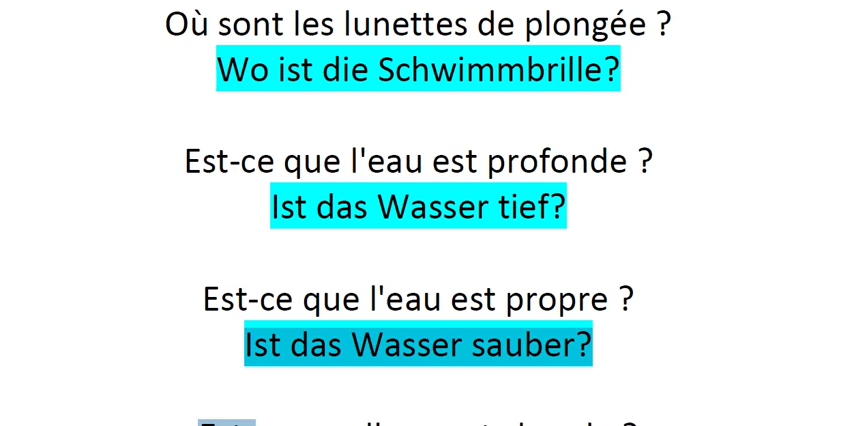 Où sont les lunettes de plongée ?
Wo ist die Schwimmbrille?
Est-ce que l'eau est profonde ?
Ist das Wasser tief?
Est-ce que l'eau est propre ?
Ist das Wasser sauber?